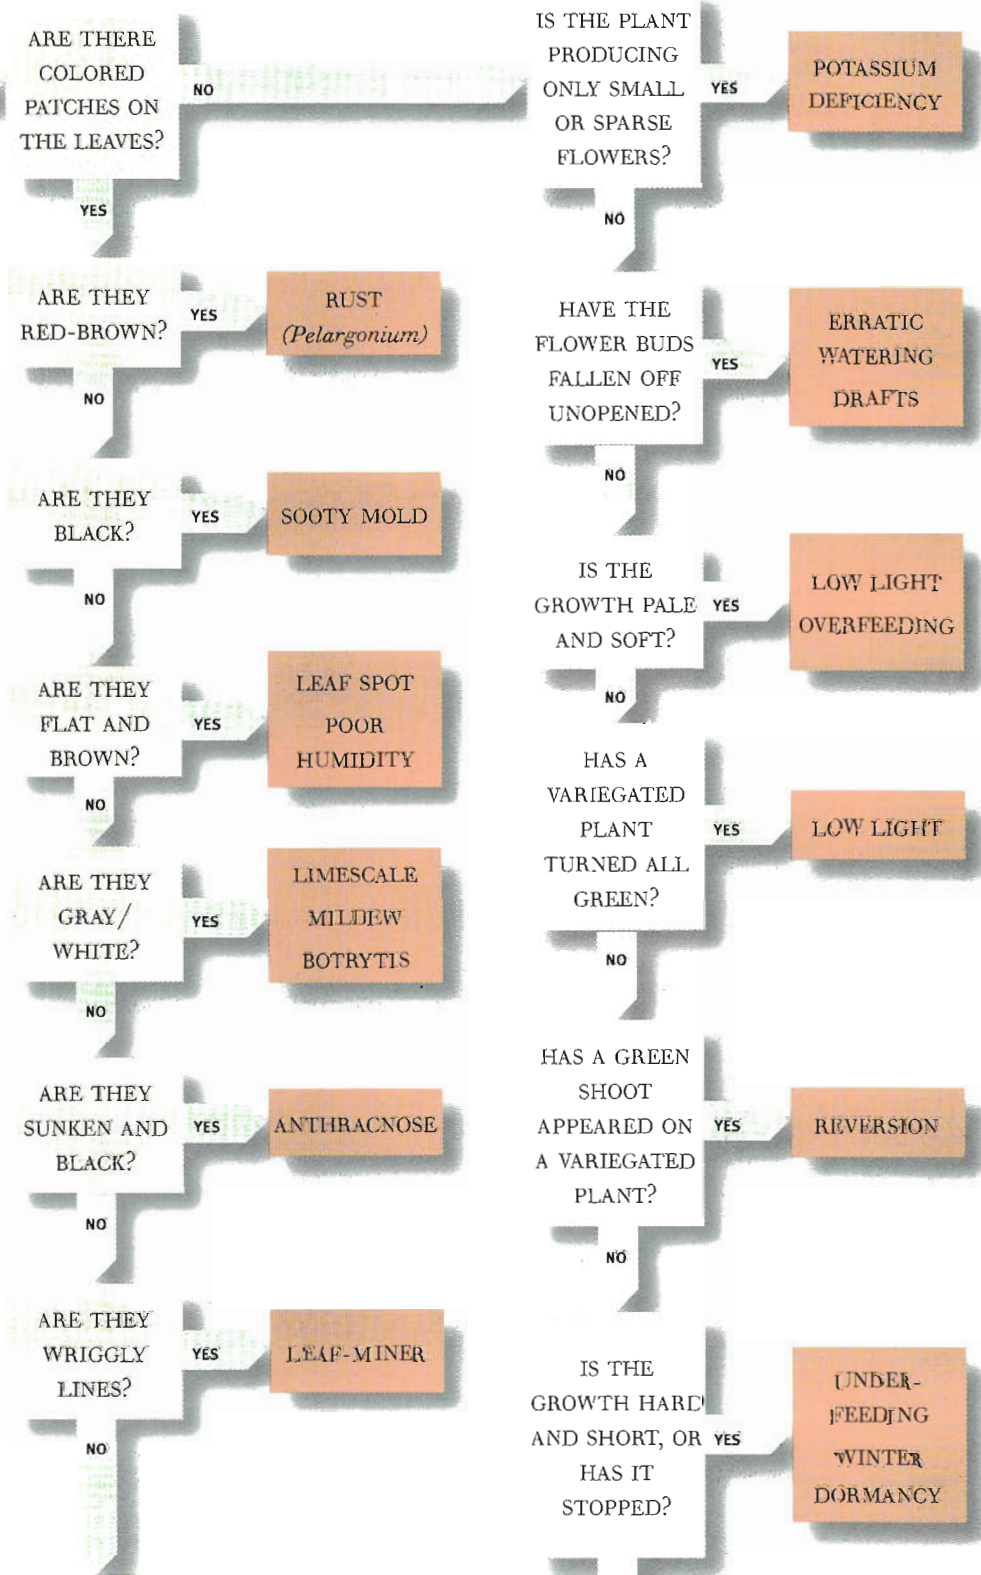 ARE THERE
COLORED
PATCHES ON
THE LEAVES?
NO
YES
ARE THEY
RED-BROWN?
YES
RUST
(Pelargonium)
NO
ARE THEY
BLACK?
YES
SOOTY MOLD
NO
ARE THEY
FLAT AND
BROWN?
YES
LEAF SPOT
POOR
HUMIDITY
NO
ARE THEY
GRAY/
WHITE?
YES
LIMESCALE
MILDEW
BOTRYTIS
NO
ARE THEY
SUNKEN AND
BLACK?
YES
ANTHRACNOSE
NO
ARE THEY
WRIGGLY
LINES?
YES
LEAF-MINER
NO
IS THE PLANT
PRODUCING
ONLY SMALL
OR SPARSE
FLOWERS?
YES
POTASSIUM
DEFICIENCY
NO
HAVE THE
FLOWER BUDS
FALLEN OFF
UNOPENED?
YES
ERRATIC
WATERING
DRAFTS
NO
IS THE
GROWTH PALE
AND SOFT?
YES
LOW LIGHT
OVERFEEDING
NO
HAS A
VARIEGATED
PLANT
TURNED ALL
GREEN?
YES
LOW LIGHT
NO
HAS A GREEN
SHOOT
APPEARED ON
A VARIEGATED
PLANT?
YES
REVERSION
NO
IS THE
GROWTH HARD
AND SHORT, OR
HAS IT
STOPPED?
YES
UNDER-
FEEDING
WINTER
DORMANCY